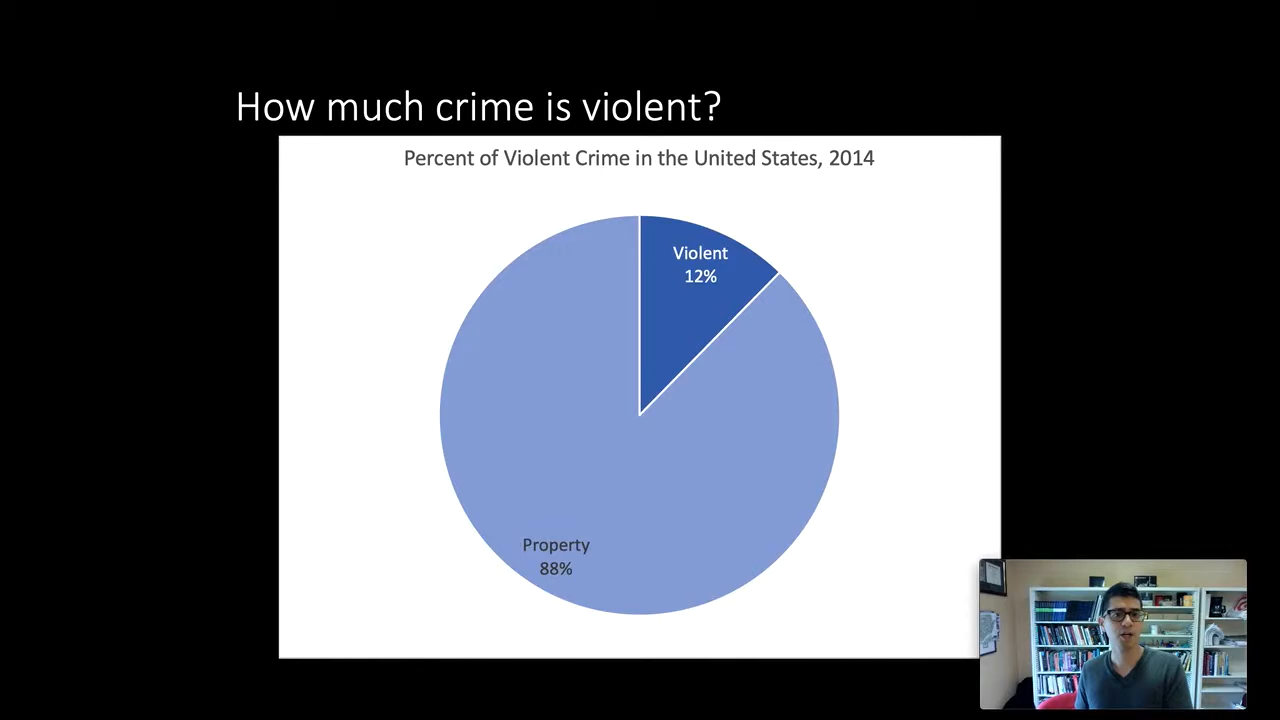 How much crime is violent?
Percent of Violent Crime in the United States, 2014
Violent
12%
Property
88%